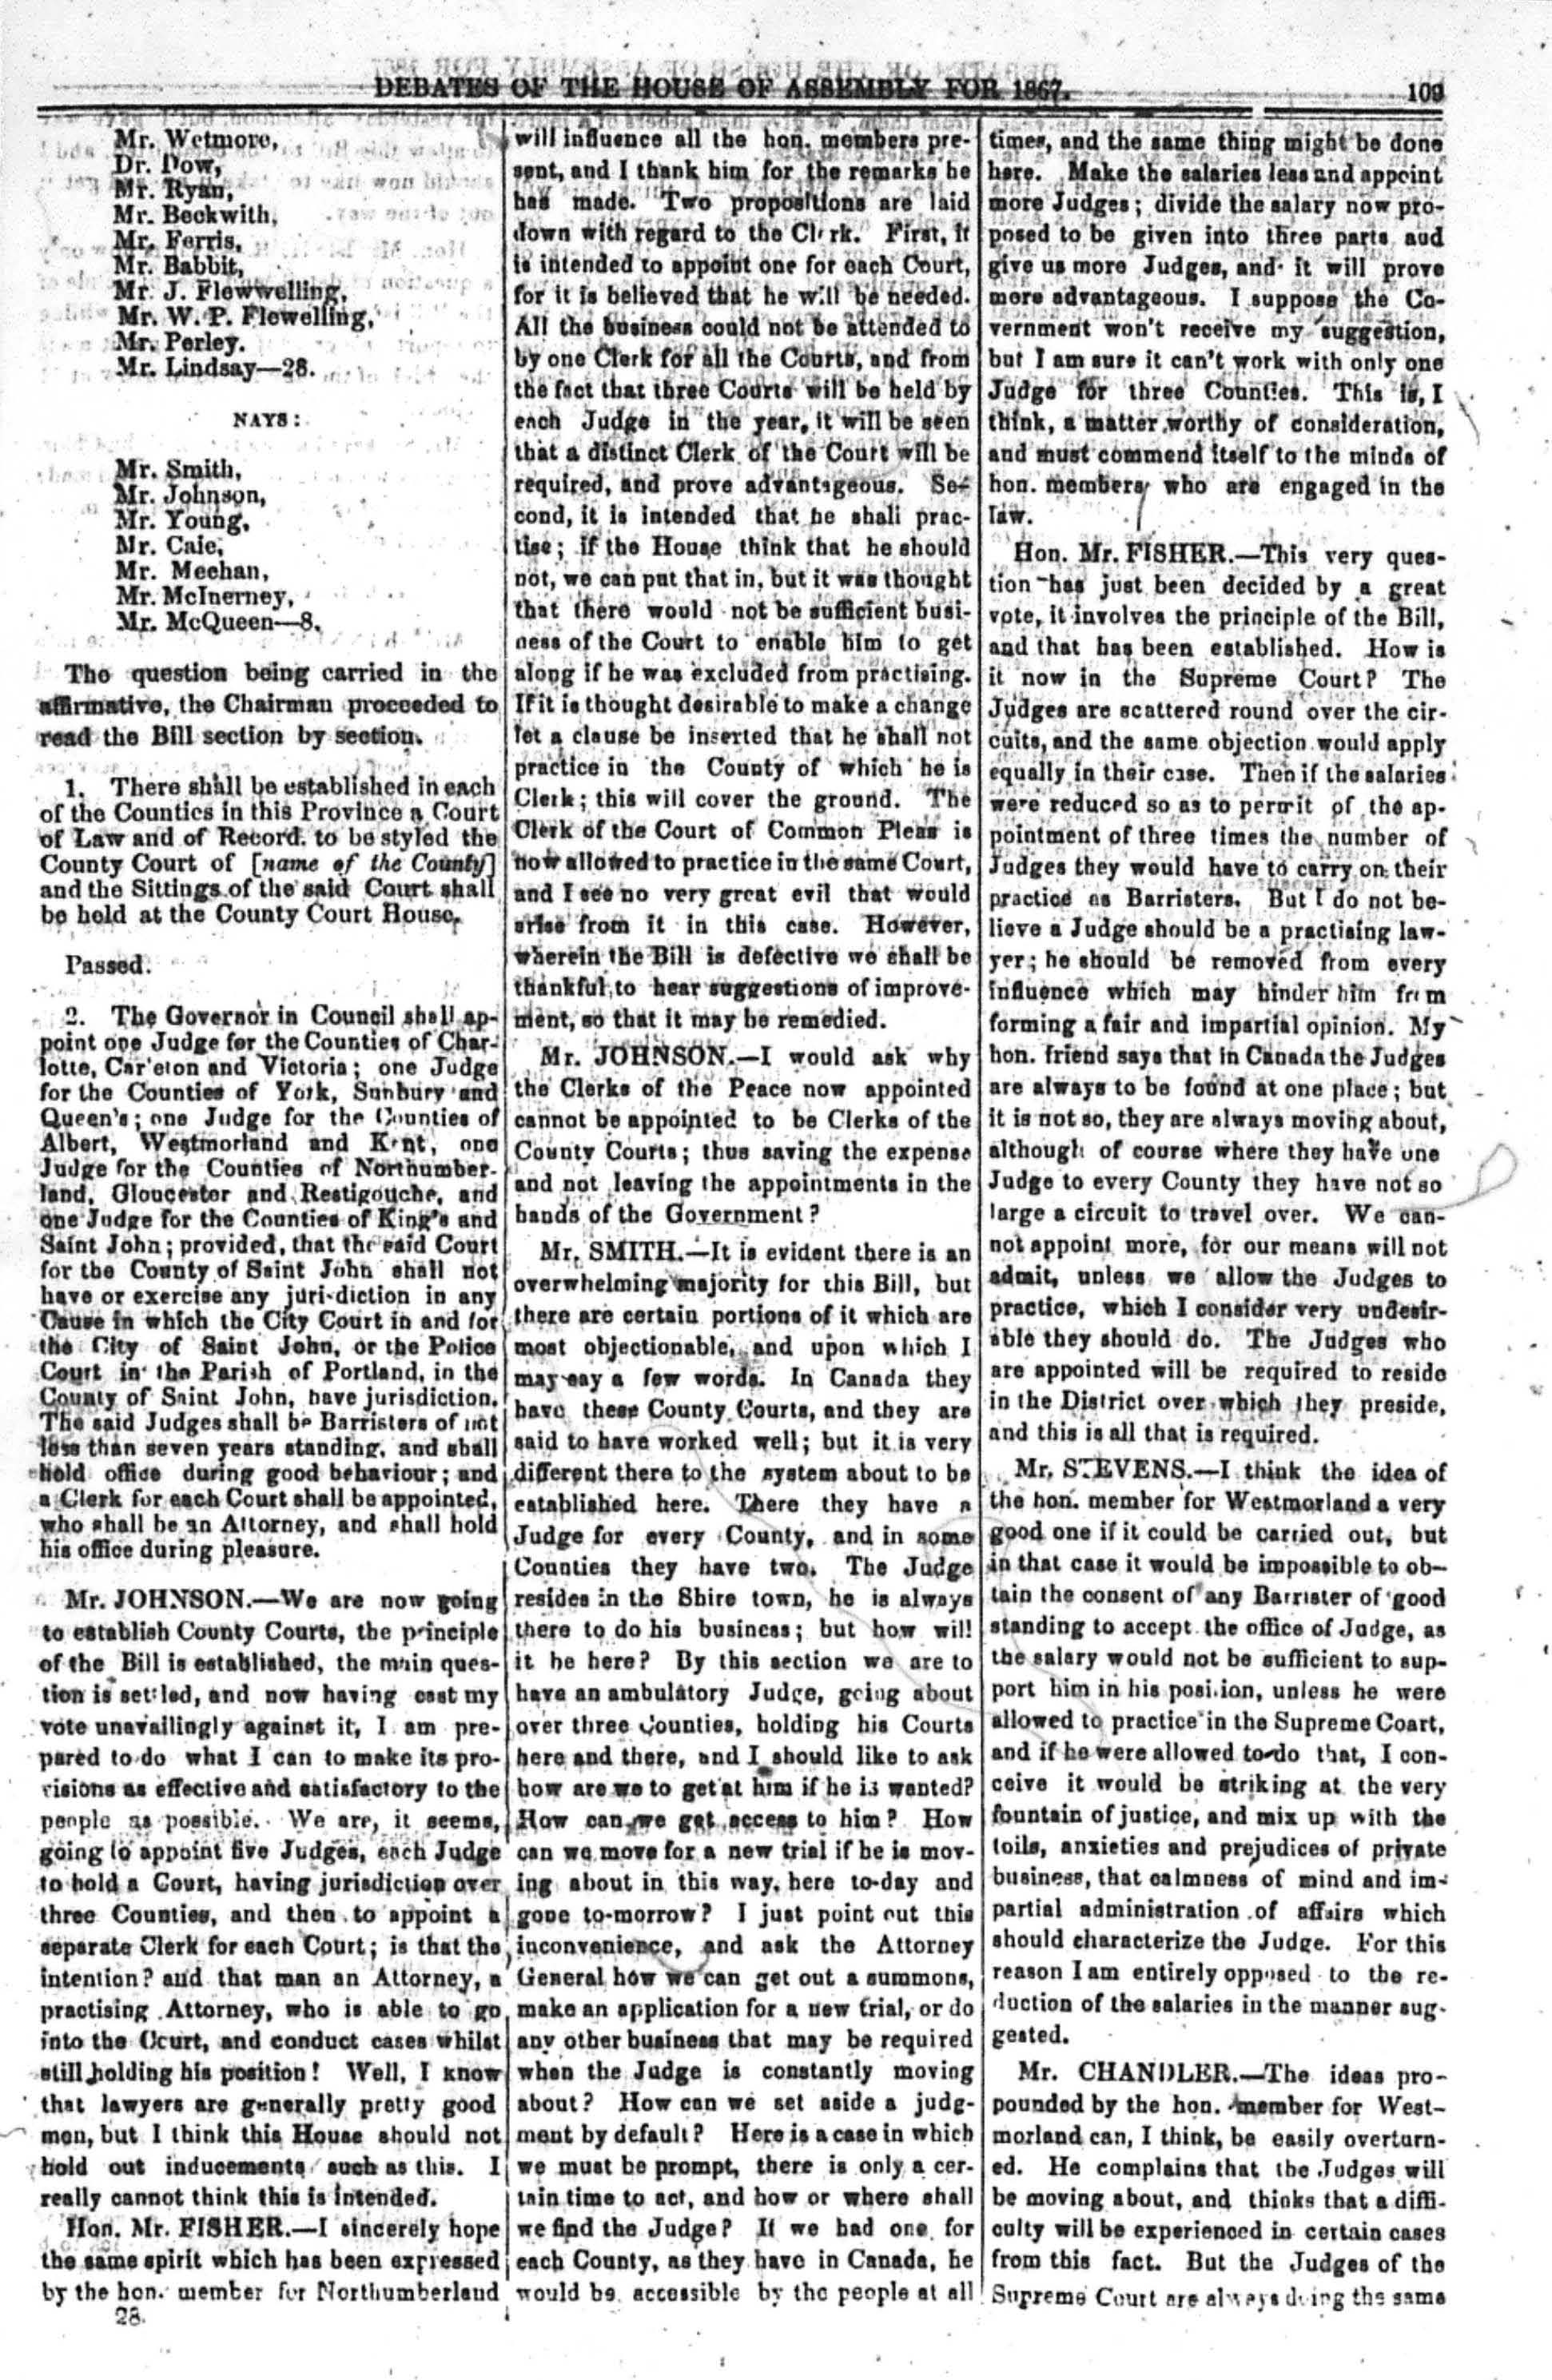 DEBATES OF THE HOUSE OF ASSEMBLY FOR 1867. 109
Mr. Wetmore,
Dr. Dow,
Mr. Ryan,
Mr. Beckwith,
Mr. Ferris,
Mr. Babbit,
Mr. J. Flewwelling,
Mr. W. P. Flewelling,
Mr. Perley.
Mr. Lindsay—28.
NAYS:
Mr. Smith,
Mr. Johnson,
Mr. Young,
Mr. Caie,
Mr. Meehan,
Mr. McInerney,
Mr. McQueen—8.
The question being carried in the
affirmative, the Chairman proceeded to
read the Bill section by section.
1. There shall be established in each
of the Counties in this Province a Court
of Law and of Record, to be styled the
County Court of [name of the County]
and the Sittings of the said Court shall
be held at the County Court House.
Passed.
2. The Governor in Council shall ap-
point one Judge for the Counties of Char-
lotte, Carleton and Victoria; one Judge
for the Counties of York, Sunbury and
Queen's; one Judge for the Counties of
Albert, Westmorland and Kent, one
Judge for the Counties of Northumber-
land, Gloucester and Restigouche, and
one Judge for the Counties of King's and
Saint John; provided, that the said Court
for the County of Saint John shall not
have or exercise any jurisdiction in any
Cause in which the City Court in and for
the City of Saint John, or the Police
Court in the Parish of Portland, in the
County of Saint John, have jurisdiction.
The said Judges shall be Barristers of not
less than seven years standing, and shall
hold office during good behaviour; and
a Clerk for each Court shall be appointed,
who shall be an Attorney, and shall hold
his office during pleasure.
Mr. JOHNSON.—We are now going
to establish County Courts, the principle
of the Bill is established, the main ques-
tion is settled, and now having cast my
vote unavailingly against it, I am pre-
pared to do what I can to make its pro-
visions as effective and satisfactory to the
people as possible. We are, it seems,
going to appoint five Judges, each Judge
to hold a Court, having jurisdiction over
three Counties, and then to appoint a
separate Clerk for each Court; is that the
intention? and that man an Attorney, a
practising Attorney, who is able to go
into the Court, and conduct cases whilst
still holding his position! Well, I know
that lawyers are generally pretty good
men, but I think this House should not
hold out inducements such as this. I
really cannot think this is intended.
Hon. Mr. FISHER.—I sincerely hope
the same spirit which has been expressed
by the hon. member for Northumberland
28.
will influence all the hon. members pre-
sent, and I thank him for the remarks he
has made. Two propositions are laid
down with regard to the Clerk. First, it
is intended to appoint one for each Court,
for it is believed that he will be needed.
All the business could not be attended to
by one Clerk for all the Courts, and from
the fact that three Courts will be held by
each Judge in the year, it will be seen
that a distinct Clerk of the Court will be
required, and prove advantageous. Se-
cond, it is intended that he shall prac-
tise; if the House think that he should
not, we can put that in, but it was thought
that there would not be sufficient busi-
ness of the Court to enable him to get
along if he was excluded from practising.
If it is thought desirable to make a change
let a clause be inserted that he shall not
practice in the County of which he is
Clerk; this will cover the ground. The
Clerk of the Court of Common Pleas is
now allowed to practice in the same Court,
and I see no very great evil that would
arise from it in this case. However,
wherein the Bill is defective we shall be
thankful to hear suggestions of improve-
ment, so that it may be remedied.
Mr. JOHNSON.—I would ask why
the Clerks of the Peace now appointed
cannot be appointed to be Clerks of the
County Courts; thus saving the expense
and not leaving the appointments in the
hands of the Government?
Mr. SMITH.—It is evident there is an
overwhelming majority for this Bill, but
there are certain portions of it which are
most objectionable, and upon which I
may say a few words. In Canada they
have these County Courts, and they are
said to have worked well; but it is very
different there to the system about to be
established here. There they have a
Judge for every County, and in some
Counties they have two. The Judge
resides in the Shire town, he is always
there to do his business; but how will
it be here? By this section we are to
have an ambulatory Judge, going about
over three Counties, holding his Courts
here and there, and I should like to ask
how are we to get at him if he is wanted?
How can we get access to him? How
can we move for a new trial if he is mov-
ing about in this way, here to-day and
gone to-morrow? I just point out this
inconvenience, and ask the Attorney
General how we can get out a summons,
make an application for a new trial, or do
any other business that may be required
when the Judge is constantly moving
about? How can we set aside a judg-
ment by default? Here is a case in which
we must be prompt, there is only a cer-
tain time to act, and how or where shall
we find the Judge? If we had one for
each County, as they have in Canada, he
would be accessible by the people at all
times, and the same thing might be done
here. Make the salaries less and appoint
more Judges; divide the salary now pro-
posed to be given into three parts and
give us more Judges, and it will prove
more advantageous. I suppose the Go-
vernment won't receive my suggestion,
but I am sure it can't work with only one
Judge for three Counties. This is, I
think, a matter worthy of consideration,
and must commend itself to the minds of
hon. members who are engaged in the
law.
Hon. Mr. FISHER.—This very ques-
tion has just been decided by a great
vote, it involves the principle of the Bill,
and that has been established. How is
it now in the Supreme Court? The
Judges are scattered round over the cir-
cuits, and the same objection would apply
equally in their case. Then if the salaries
were reduced so as to permit of the ap-
pointment of three times the number of
Judges they would have to carry on their
practice as Barristers. But I do not be-
lieve a Judge should be a practising law-
yer; he should be removed from every
influence which may hinder him from
forming a fair and impartial opinion. My
hon. friend says that in Canada the Judges
are always to be found at one place; but
it is not so, they are always moving about,
although of course where they have one
Judge to every County they have not so
large a circuit to travel over. We can-
not appoint more, for our means will not
admit, unless we allow the Judges to
practice, which I consider very undesir-
able they should do. The Judges who
are appointed will be required to reside
in the District over which they preside,
and this is all that is required.
Mr. STEVENS.—I think the idea of
the hon. member for Westmorland a very
good one if it could be carried out, but
in that case it would be impossible to ob-
tain the consent of any Barrister of good
standing to accept the office of Judge, as
the salary would not be sufficient to sup-
port him in his position, unless he were
allowed to practice in the Supreme Coart,
and if he were allowed to do that, I con-
ceive it would be striking at the very
fountain of justice, and mix up with the
toils, anxieties and prejudices of private
business, that calmness of mind and im-
partial administration of affairs which
should characterize the Judge. For this
reason I am entirely opposed to the re-
duction of the salaries in the manner sug-
gested.
Mr. CHANDLER.—The ideas pro-
pounded by the hon. member for West-
morland can, I think, be easily overturn-
ed. He complains that the Judges will
be moving about, and thinks that a diffi-
culty will be experienced in certain cases
from this fact. But the Judges of the
Supreme Court are always doing the same